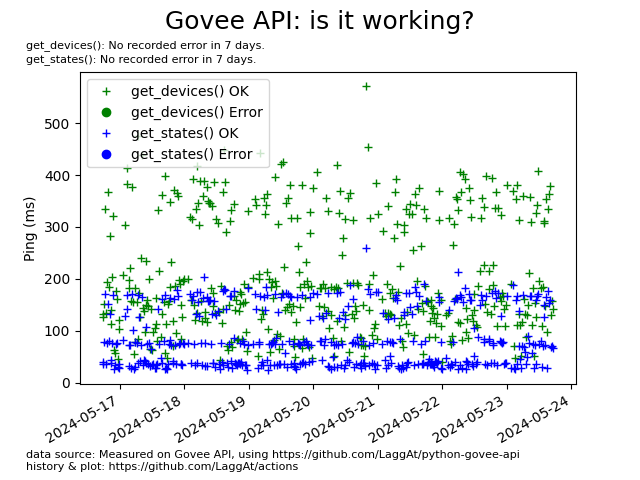 Govee API: is it working?
get_devices(): No recorded error in 7 days.
get_states(): No recorded error in 7 days.
get_devices() OK
get_devices() Error
get_states() OK
get_states() Error
Ping (ms)
500
400
300
200
100
0
2024-05-17
2024-05-18
2024-05-19
2024-05-20
2024-05-21
2024-05-22
2024-05-23
2024-05-24
data source: Measured on Govee API, using https://github.com/LaggAt/python-govee-api
history & plot: https://github.com/LaggAt/actions